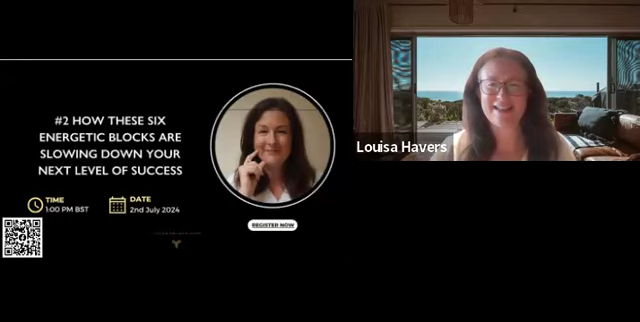 #2 HOW THESE SIX
ENERGETIC BLOCKS ARE
SLOWING DOWN YOUR
NEXT LEVEL OF SUCCESS
TIME
1:00 PM BST
DATE
2nd July 2024
REGISTER NOW
Louisa Havers